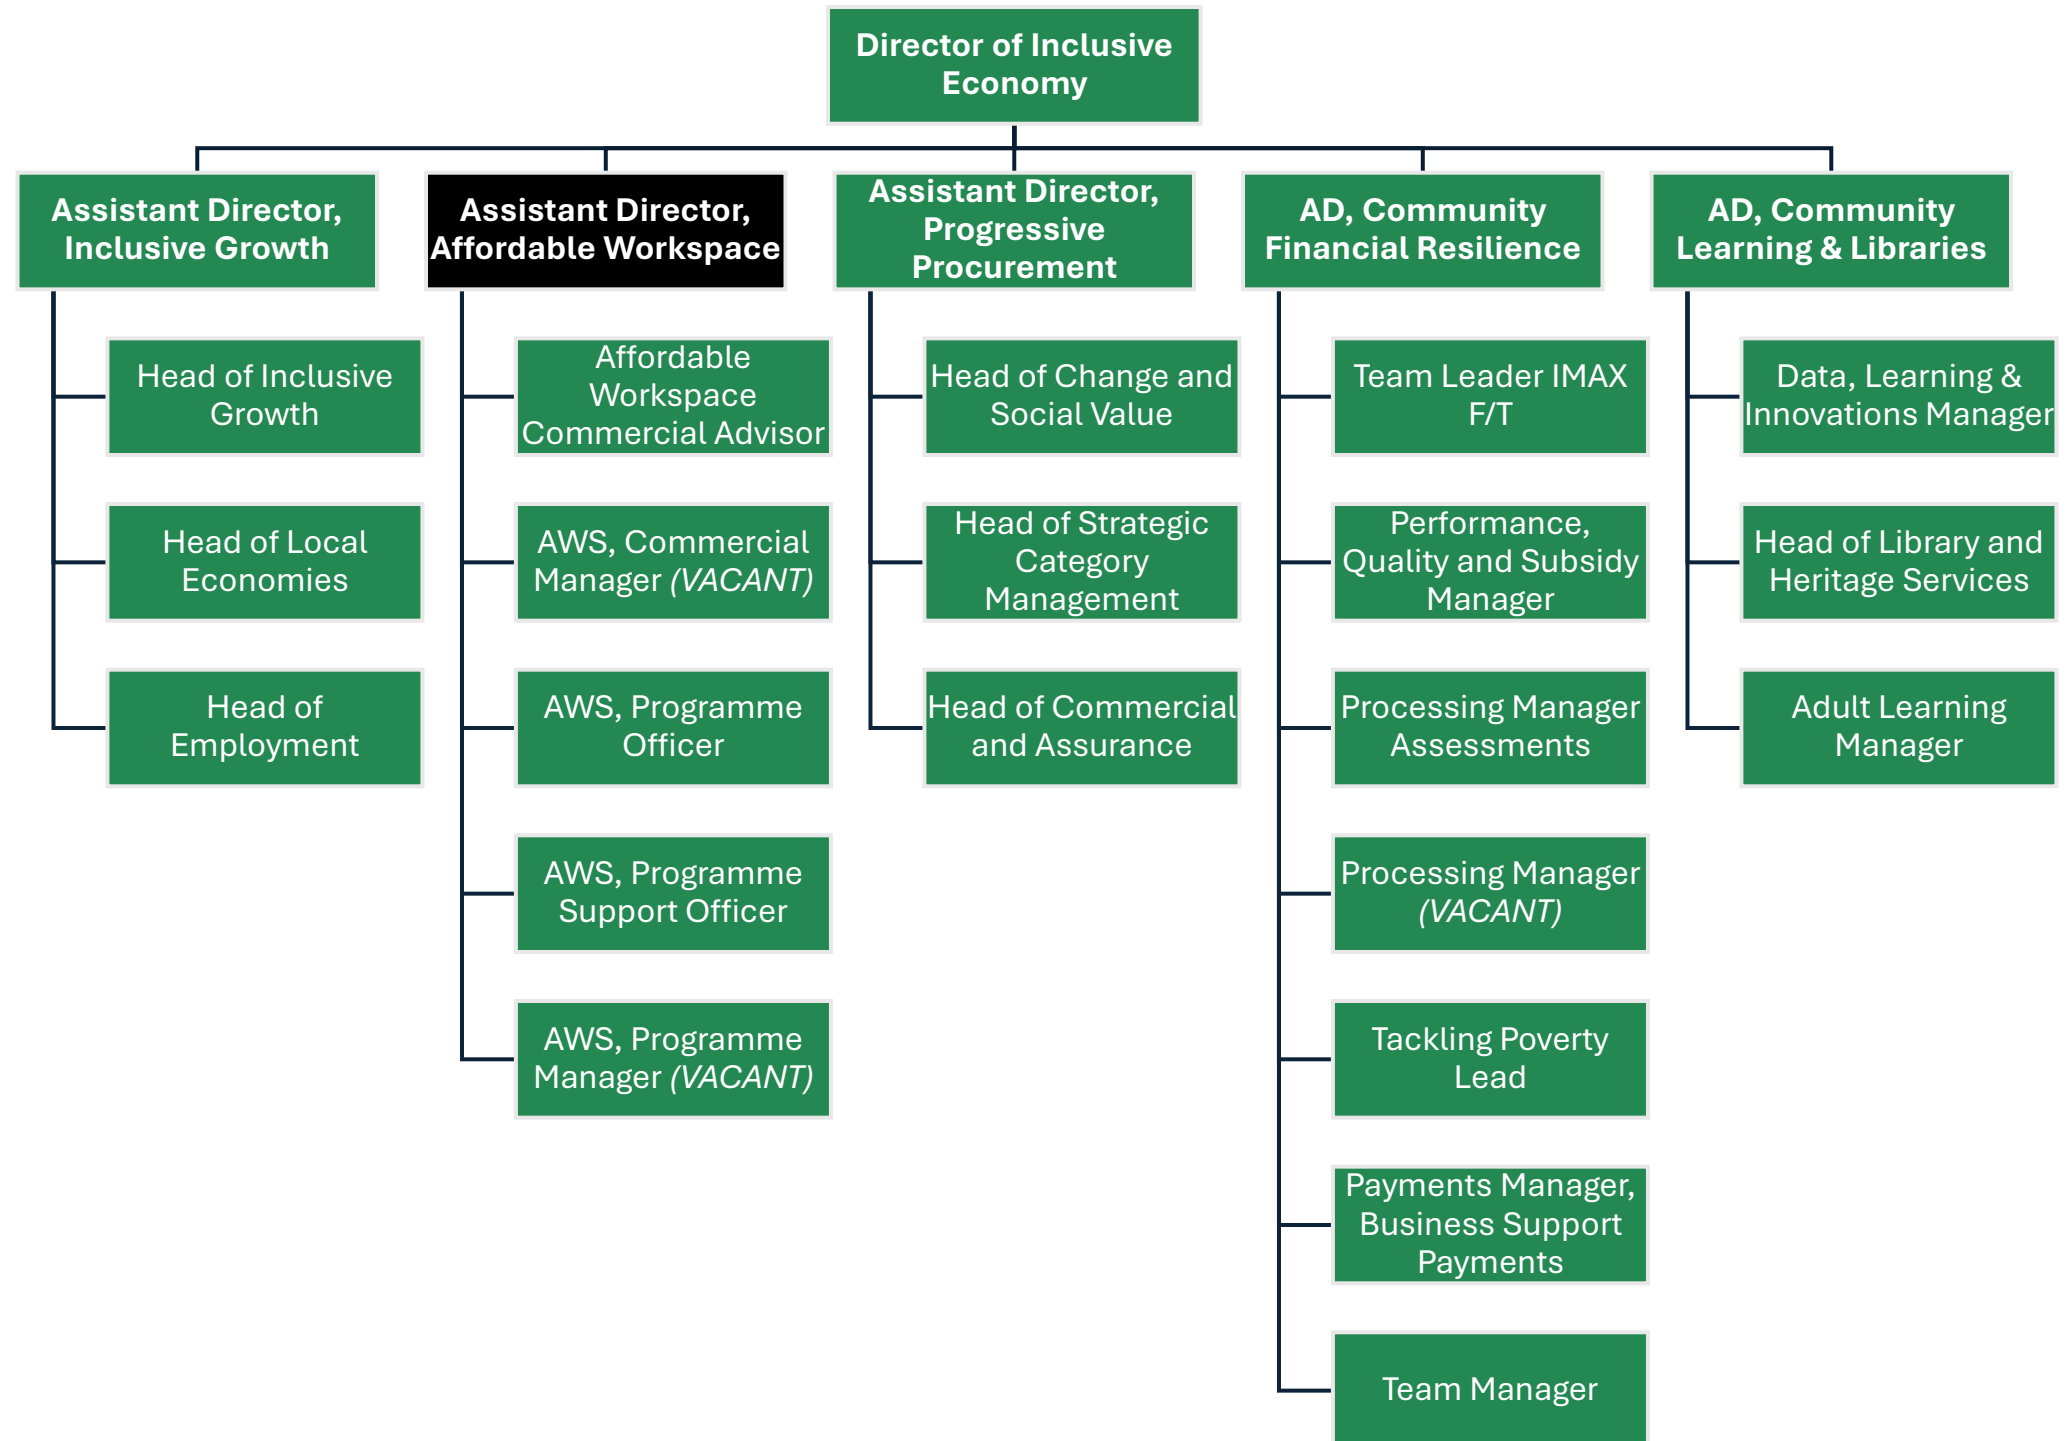 Director of Inclusive
Economy
Assistant Director,
Inclusive Growth
Head of Inclusive
Growth
Head of Local
Economies
Head of
Employment
Assistant Director,
Affordable Workspace
Affordable
Workspace
Commercial Advisor
AWS, Commercial
Manager (VACANT)
AWS, Programme
Officer
AWS, Programme
Support Officer
AWS, Programme
Manager (VACANT)
Assistant Director,
Progressive
Procurement
Head of Change and
Social Value
Head of Strategic
Category
Management
Head of Commercial
and Assurance
AD, Community
Financial Resilience
Team Leader IMAX
F/T
Performance,
Quality and Subsidy
Manager
Processing Manager
Assessments
Processing Manager
(VACANT)
Tackling Poverty
Lead
Payments Manager,
Business Support
Payments
Team Manager
AD, Community
Learning & Libraries
Data, Learning &
Innovations Manager
Head of Library and
Heritage Services
Adult Learning
Manager